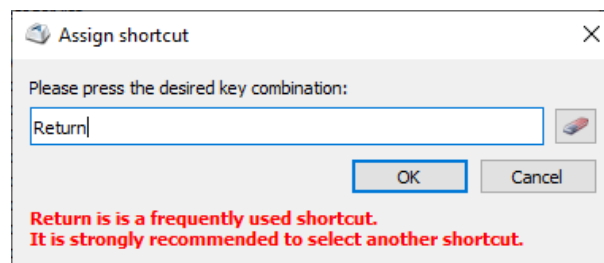 Assign shortcut
Please press the desired key combination:
Return
OK
Cancel
Return is is a frequently used shortcut.
It is strongly recommended to select another shortcut.